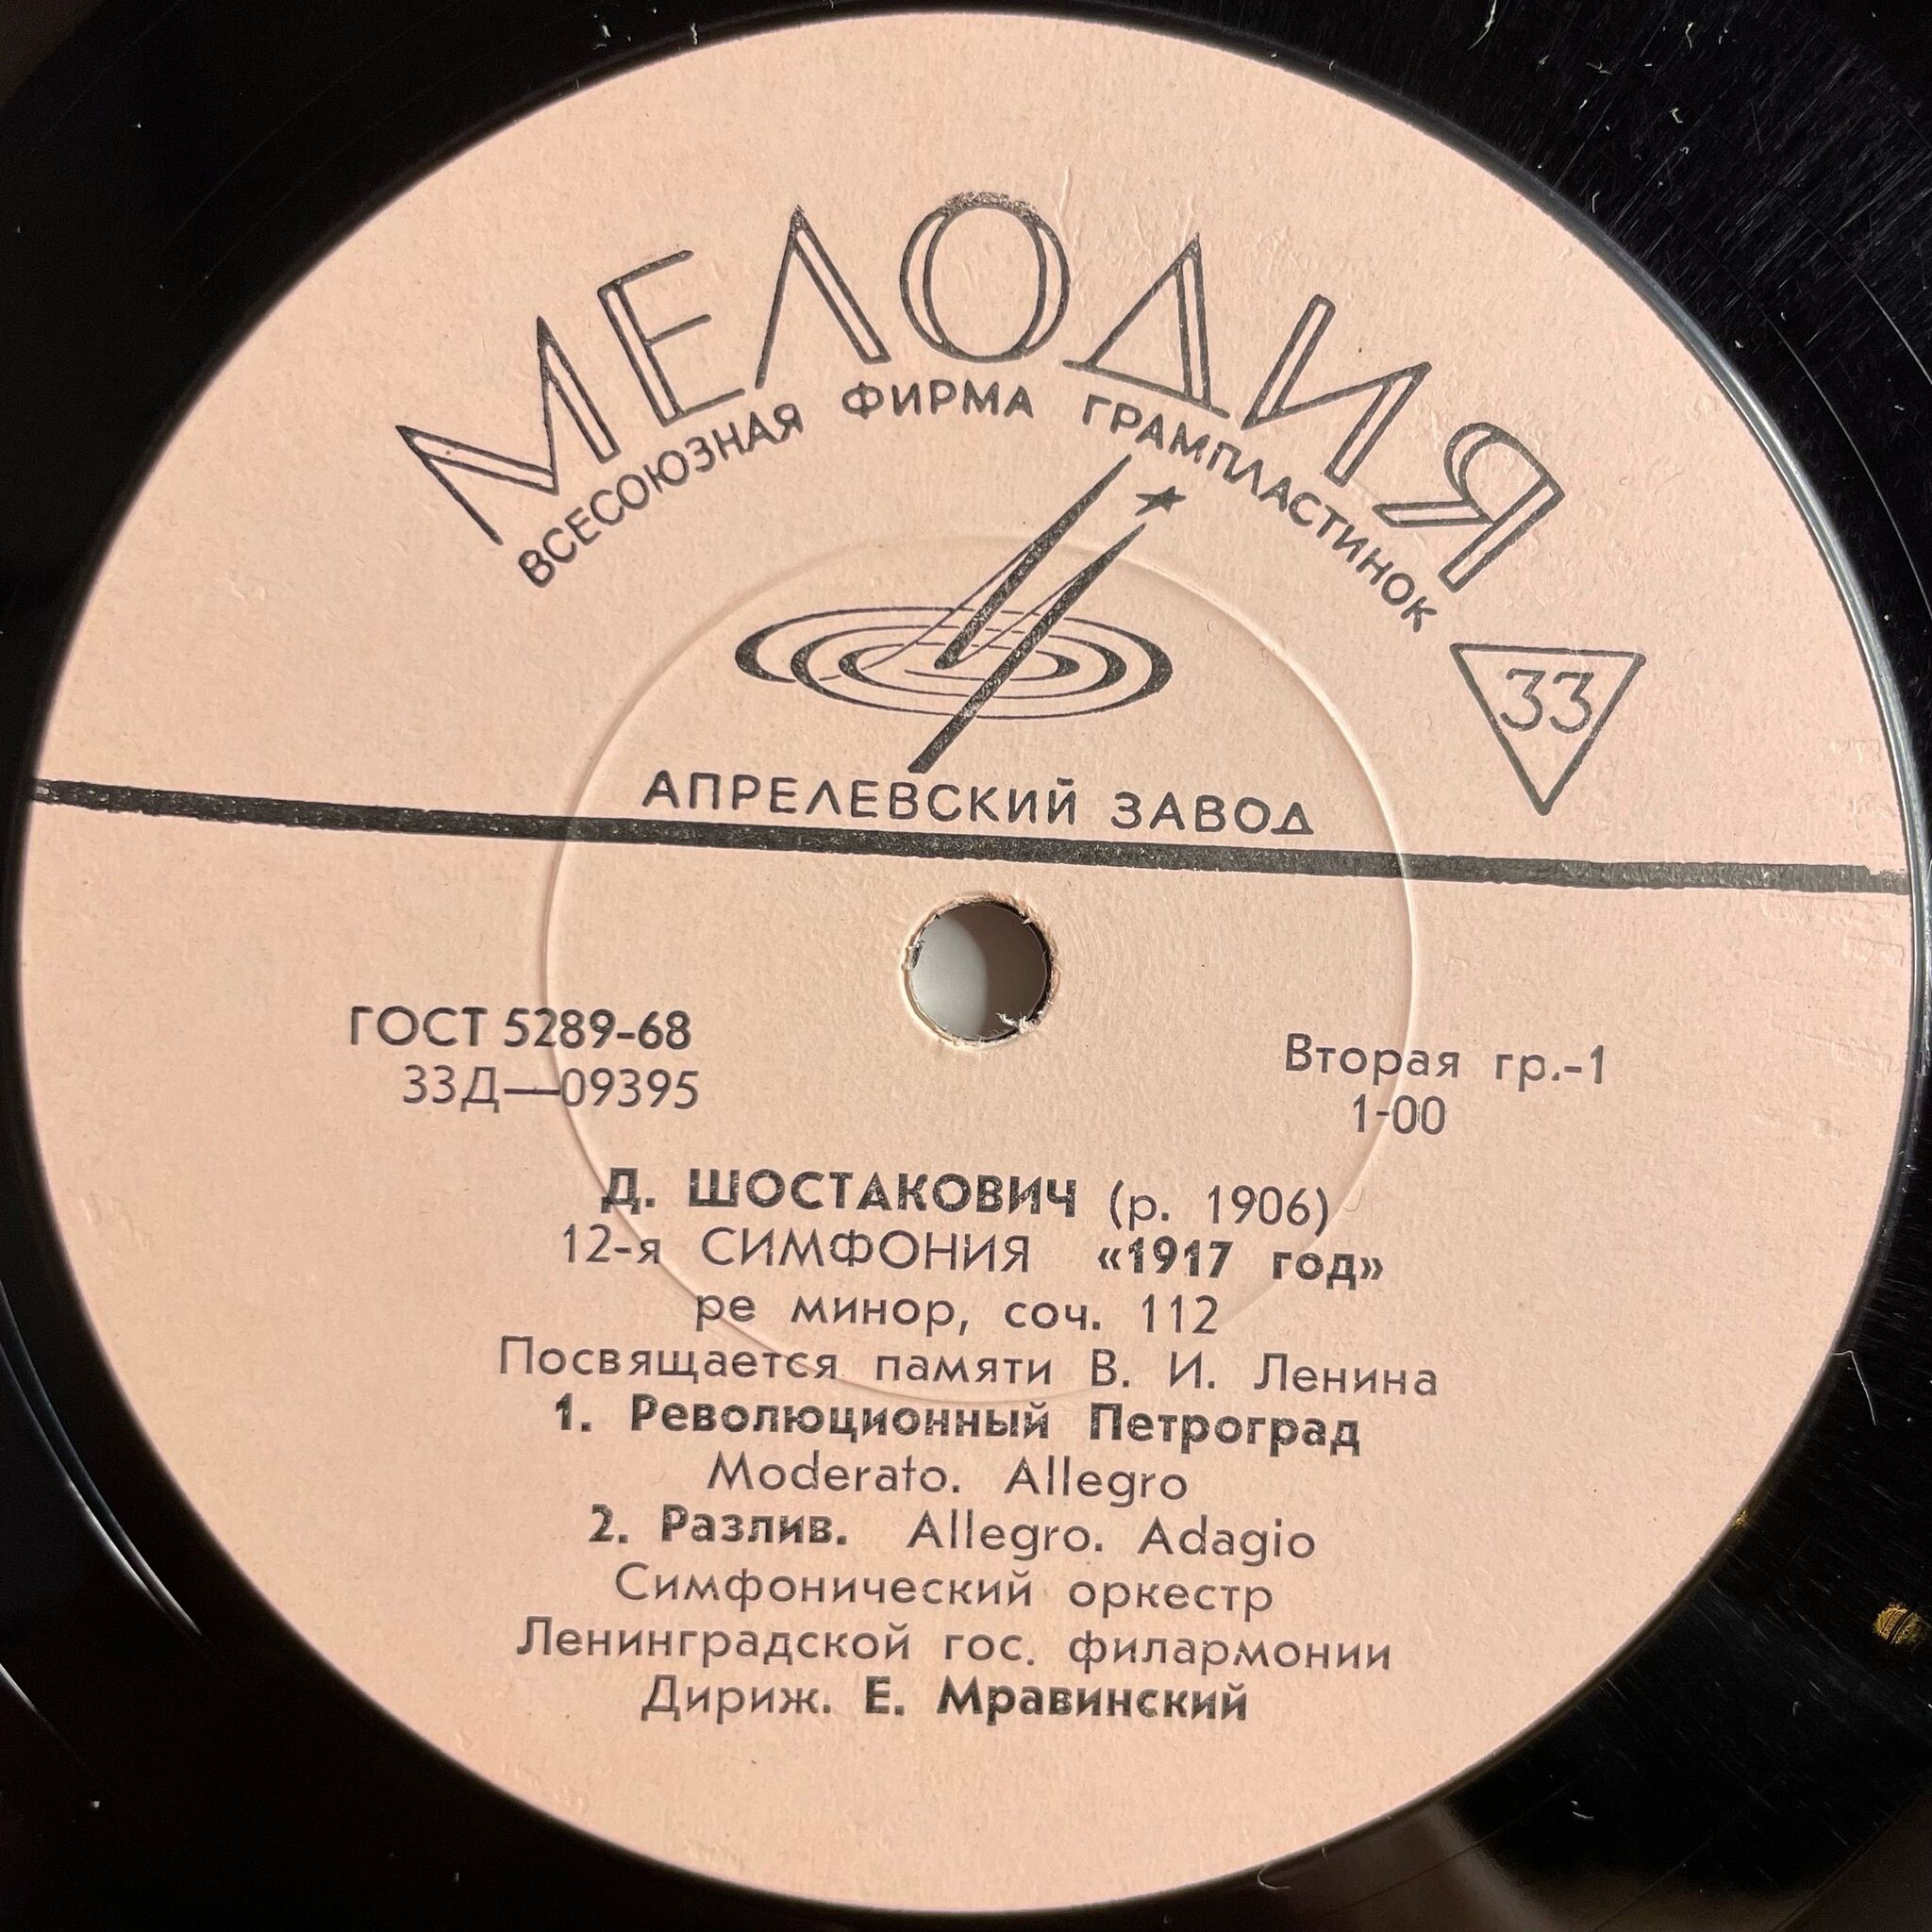 МЕЛОДИЯ
ВСЕСОЮЗНАЯ ФИРМА ГРАМПЛАСТИНОК
33
АПРЕЛЕВСКИЙ ЗАВОД
ГОСТ 5289-68
33Д—09395
Вторая гр.-1
1-00
Д. ШОСТАКОВИЧ (р. 1906)
12-я СИМФОНИЯ «1917 год»
ре минор, соч. 112
Посвящается памяти В. И. Ленина
1. Революционный Петроград
Moderato. Allegro
2. Разлив. Allegro. Adagio
Симфонический оркестр
Ленинградской гос. филармонии
Дириж. Е. Мравинский